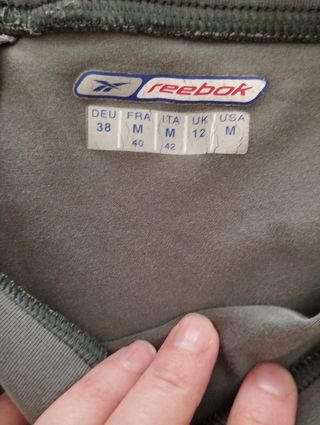 Reebok
DEU FRA ITA UK USA
38 M M 12 M
40 42